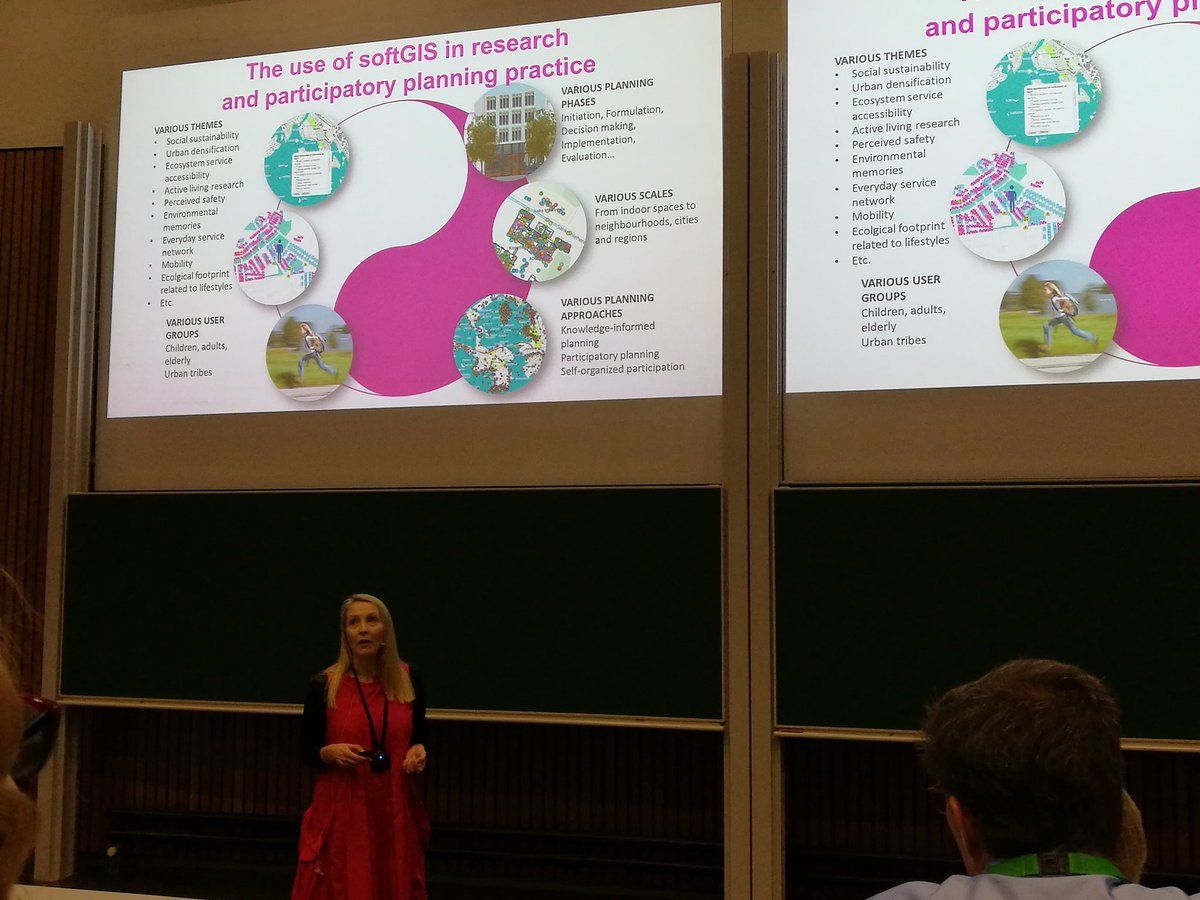 The use of softGIS in research
and participatory planning practice
VARIOUS THEMES
• Social sustainability
• Urban densification
• Ecosystem service
accessibility
• Active living research
• Perceived safety
• Environmental
memories
• Everyday service
network
• Mobility
• Ecolgical footprint
related to lifestyles
• Etc.
VARIOUS USER
GROUPS
Children, adults,
elderly
Urban tribes
VARIOUS PLANNING
PHASES
Initiation, Formulation,
Decision making,
Implementation,
Evaluation...
VARIOUS SCALES
From indoor spaces to
neighbourhoods, cities
and regions
VARIOUS PLANNING
APPROACHES
Knowledge-informed
planning
Participatory planning
Self-organized participation
and participatory pl
VARIOUS THEMES
• Social sustainability
• Urban densification
• Ecosystem service
accessibility
• Active living research
• Perceived safety
• Environmental
memories
• Everyday service
network
• Mobility
• Ecolgical footprint
related to lifestyles
• Etc.
VARIOUS USER
GROUPS
Children, adults,
elderly
Urban tribes